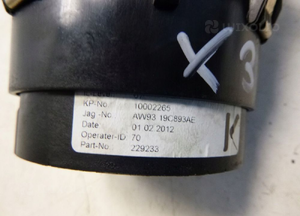 X 3
KP-No. 10002265
Jag.-No. AW93 19C893AE
Date 01.02.2012
Operater-ID 70
Part-No. 229233
K